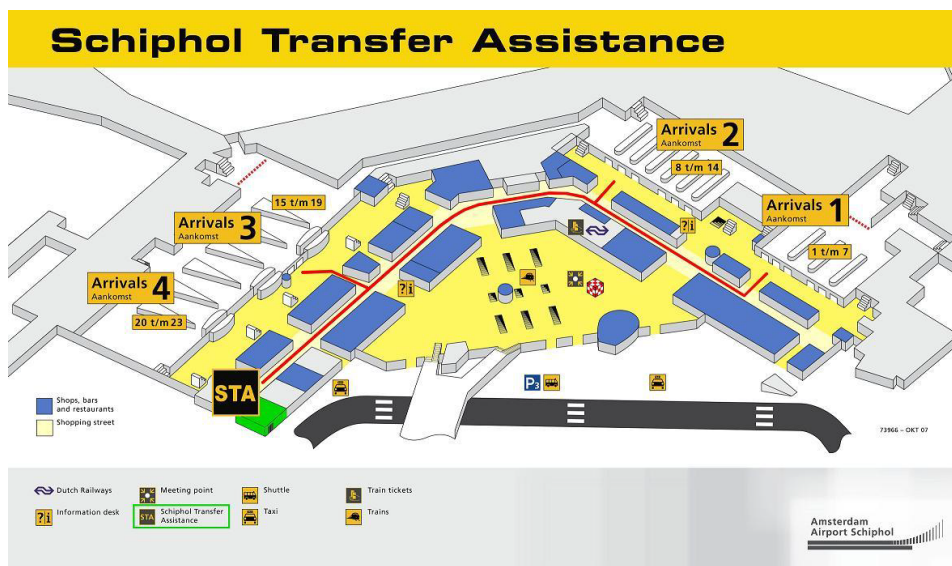 Schiphol Transfer Assistance
Arrivals 2
Aankomst
8 t/m 14
Arrivals 1
Aankomst
1 t/m 7
15 t/m 19
Arrivals 3
Aankomst
Arrivals 4
Aankomst
20 t/m 23
?i
?i
STA
P3
Shops, bars
and restaurants
Shopping street
73966 – OKT 07
Dutch Railways
Meeting point
Shuttle
Train tickets
?i Information desk
STA Schiphol Transfer
Assistance
Taxi
Trains
Amsterdam
Airport Schiphol